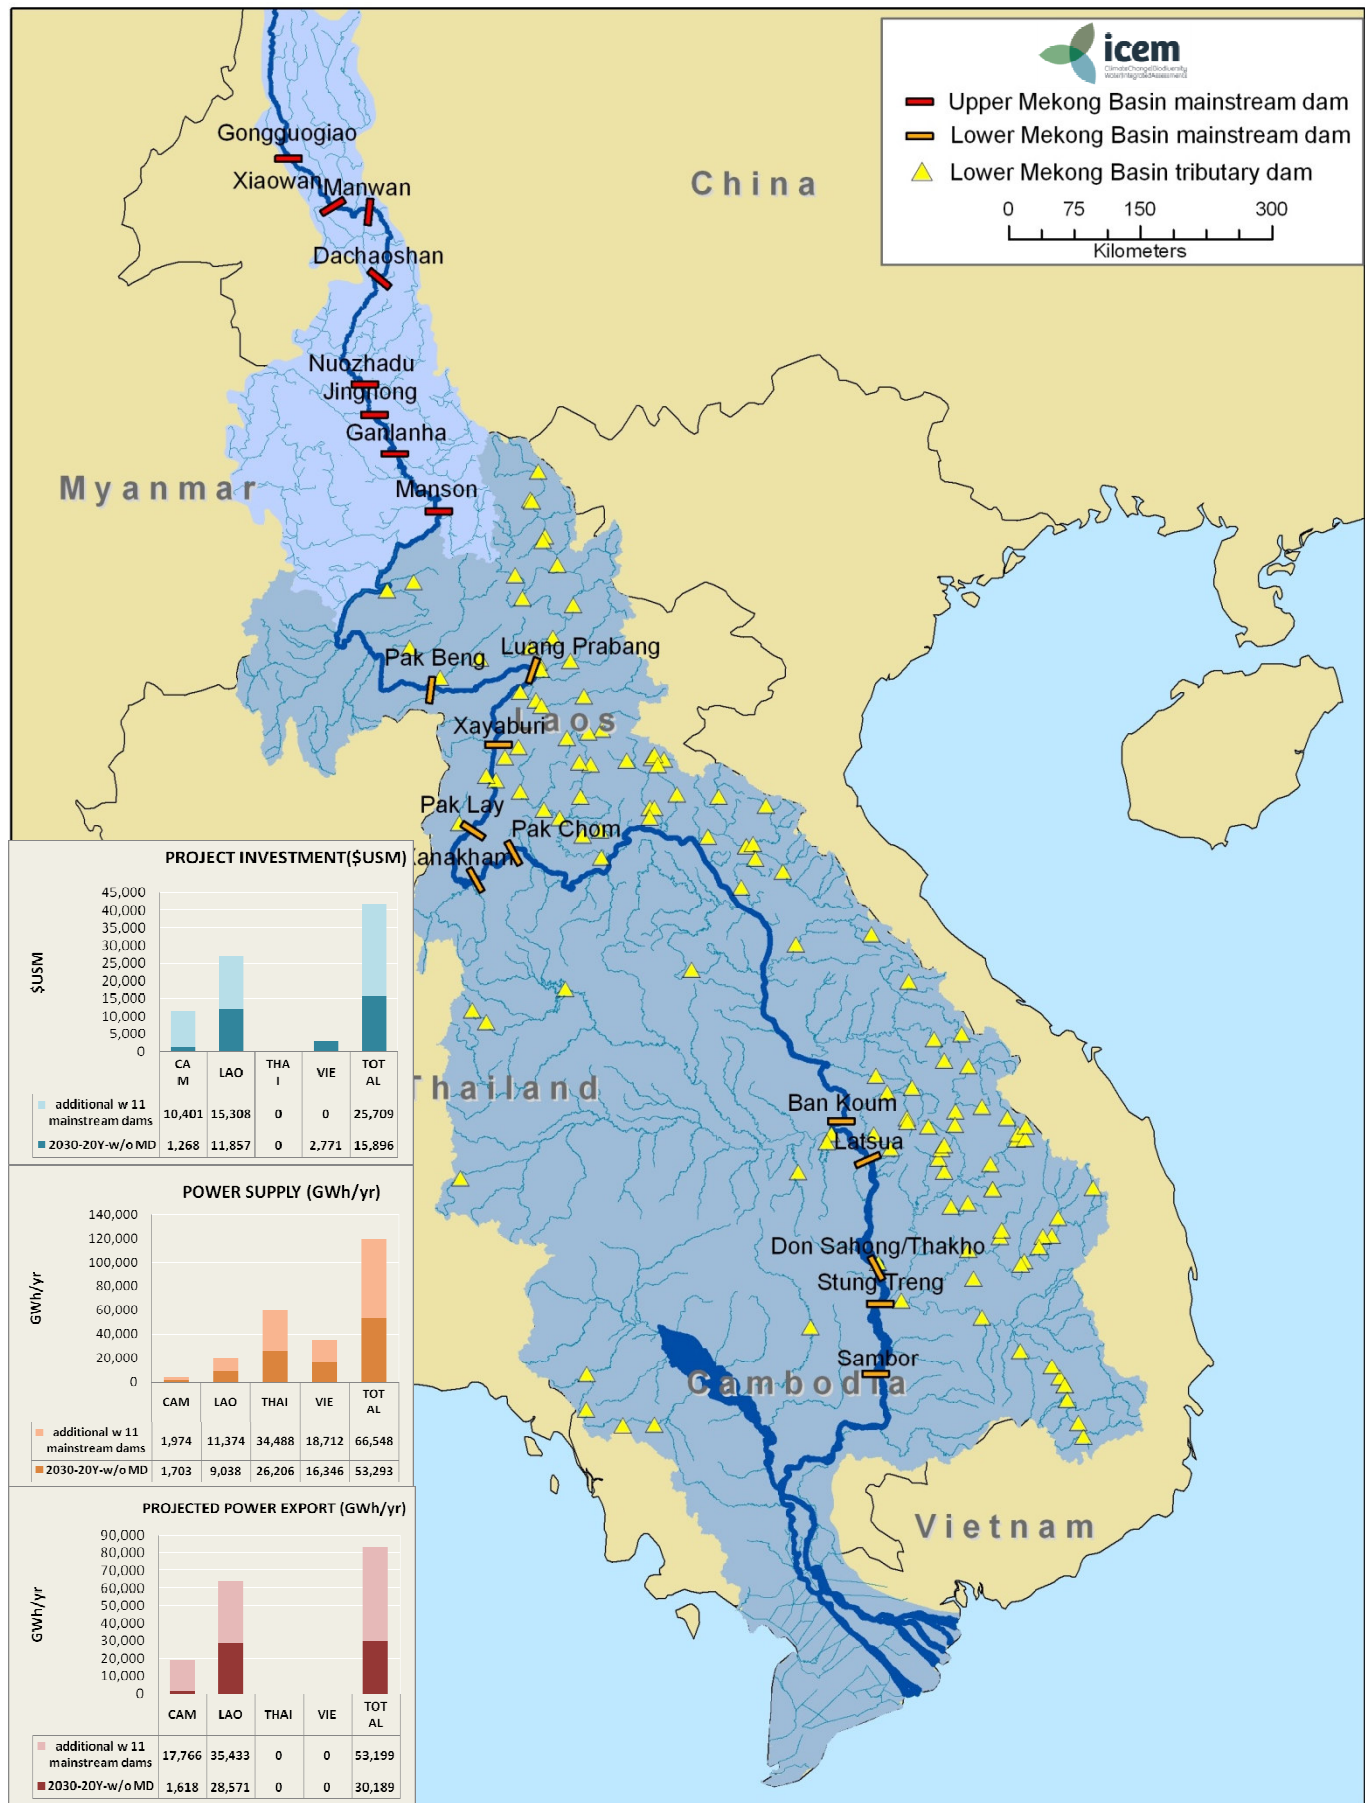 icem
Upper Mekong Basin mainstream dam
Lower Mekong Basin mainstream dam
Lower Mekong Basin tributary dam
0 75 150 300
Kilometers
China
Gongguogiao
Xiaowan
Manwan
Dachaoshan
Nuozhadu
Jinghong
Ganlanha
Manson
Myanmar
Luang Prabang
Pak Beng
Laos
Xayaburi
Pak Lay
Pak Chom
anakham
Thailand
Ban Koum
Latsua
Don Sahong/Thakho
Stung Treng
Sambor
Cambodia
Vietnam
PROJECT INVESTMENT($USM)
$USM
45,000
40,000
35,000
30,000
25,000
20,000
15,000
10,000
5,000
0
CA
M
LAO
THA
I
VIE
TOT
AL
additional w 11
mainstream dams
10,401 15,308 0 0 25,709
2030-20Y-w/o MD 1,268 11,857 0 2,771 15,896
POWER SUPPLY (GWh/yr)
GWh/yr
140,000
120,000
100,000
80,000
60,000
40,000
20,000
0
CAM LAO THAI VIE TOT
AL
additional w 11
mainstream dams
1,974 11,374 34,488 18,712 66,548
2030-20Y-w/o MD 1,703 9,038 26,206 16,346 53,293
PROJECTED POWER EXPORT (GWh/yr)
GWh/yr
90,000
80,000
70,000
60,000
50,000
40,000
30,000
20,000
10,000
0
CAM LAO THAI VIE TOT
AL
additional w 11
mainstream dams
17,766 35,433 0 0 53,199
2030-20Y-w/o MD 1,618 28,571 0 0 30,189